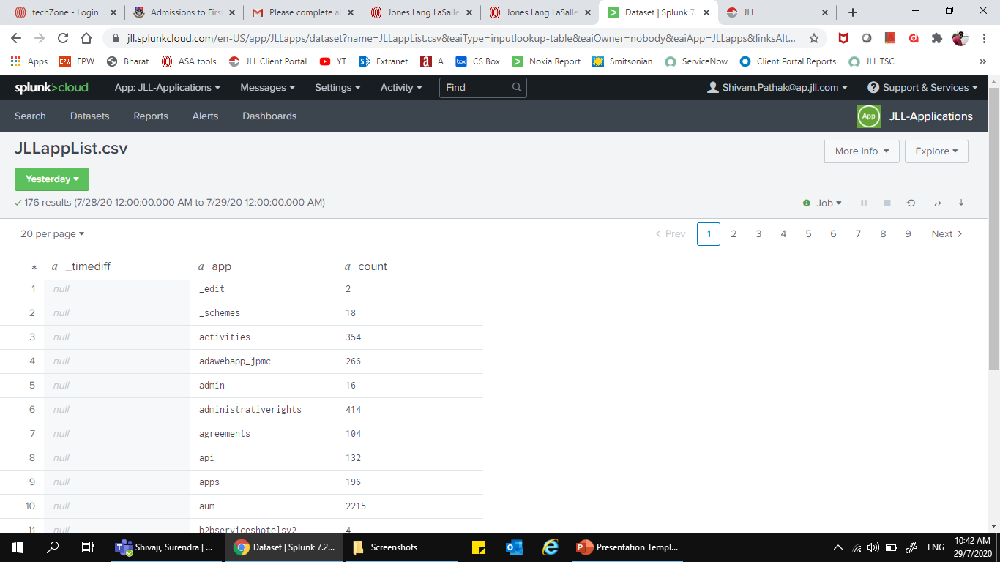 techZone - Login
Admissions to Firs
Please complete a
Jones Lang LaSalle
Jones Lang LaSalle
Dataset | Splunk 7.
JLL
jll.splunkcloud.com/en-US/app/JLLapps/dataset?name=JLLappList.csv&eaiType=inputlookup-table&eaiOwner=nobody&eaiApp=JLLapps&linksAlt...
Apps EPW EPW Bharat ASA tools JLL Client Portal YT Extranet a A box CS Box Nokia Report Smitsonian ServiceNow Client Portal Reports JLL TSC »
splunk>cloud App: JLL-Applications Messages Settings Activity Find Shivam.Pathak@ap.jll.com Support & Services
Search Datasets Reports Alerts Dashboards App JLL-Applications
JLLappList.csv
More Info Explore
Yesterday
176 results (7/28/20 12:00:00.000 AM to 7/29/20 12:00:00.000 AM)
Job
20 per page
< Prev 1 2 3 4 5 6 7 8 9 Next >
* a _timediff a app a count
1 null _edit 2
2 null _schemes 18
3 null activities 354
4 null adawebapp_jpmc 266
5 null admin 16
6 null administrativerights 414
7 null agreements 104
8 null api 132
9 null apps 196
10 null aum 2215
11 null b2bserviceshotelsv2 4
Shivaji, Surendra | ...
Dataset | Splunk 7.2...
Screenshots
Presentation Templ...
ENG
10:42 AM
29/7/2020